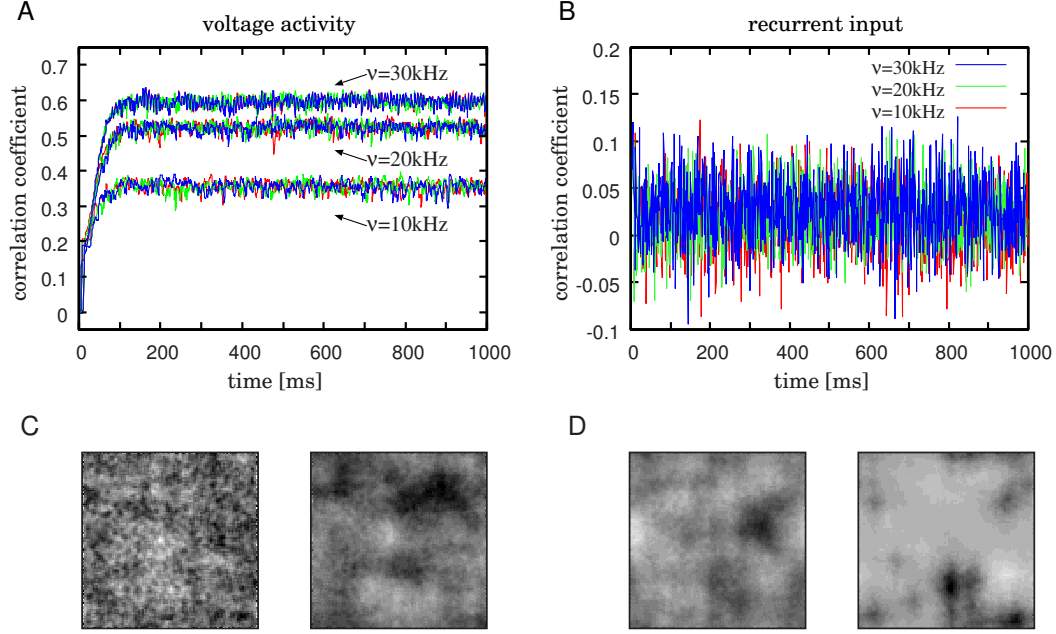 A
voltage activity
correlation coefficient
0.7
0.6
0.5
0.4
0.3
0.2
0.1
0
ν=30kHz
ν=20kHz
ν=10kHz
0
200
400
600
800
1000
time [ms]
B
recurrent input
correlation coefficient
0.2
0.15
0.1
0.05
0
-0.05
-0.1
ν=30kHz
ν=20kHz
ν=10kHz
0
200
400
600
800
1000
time [ms]
C
D